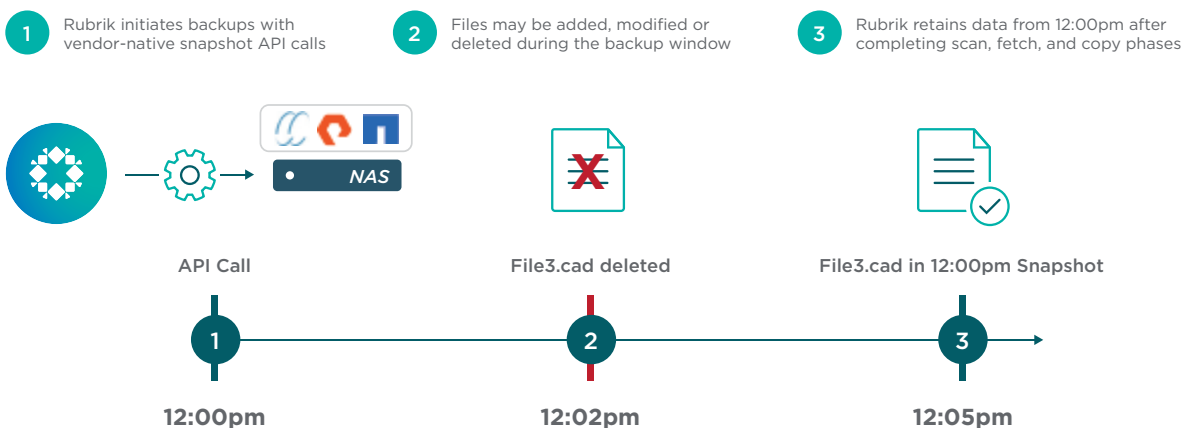 1
Rubrik initiates backups with
vendor-native snapshot API calls
2
Files may be added, modified or
deleted during the backup window
3
Rubrik retains data from 12:00pm after
completing scan, fetch, and copy phases
NAS
API Call
File3.cad deleted
File3.cad in 12:00pm Snapshot
1
2
3
12:00pm
12:02pm
12:05pm